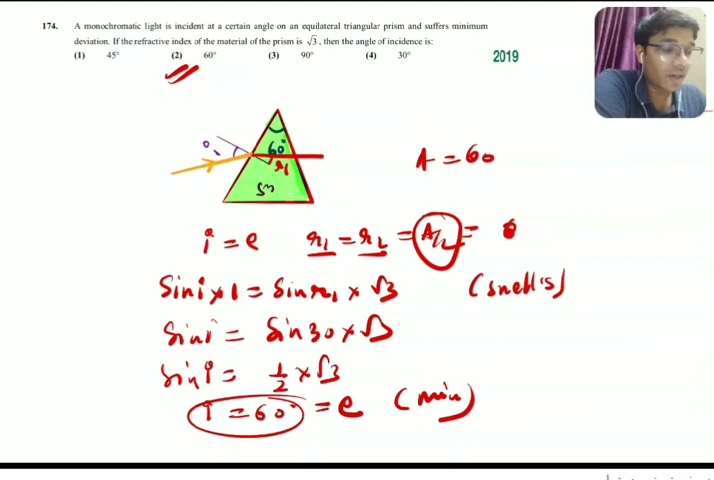 174. A monochromatic light is incident at a certain angle on an equilateral triangular prism and suffers minimum
deviation. If the refractive index of the material of the prism is √3, then the angle of incidence is:
(1) 45° (2) 60° (3) 90° (4) 30°
2019
60°
r₁
√3
A = 60
i = e r₁ = r₂ = A/2 =
Sin i × 1 = Sin r₁ × √3 (Snell's)
Sin i = Sin 30 × √3
Sin i = 1/2 × √3
i = 60° = e (min)